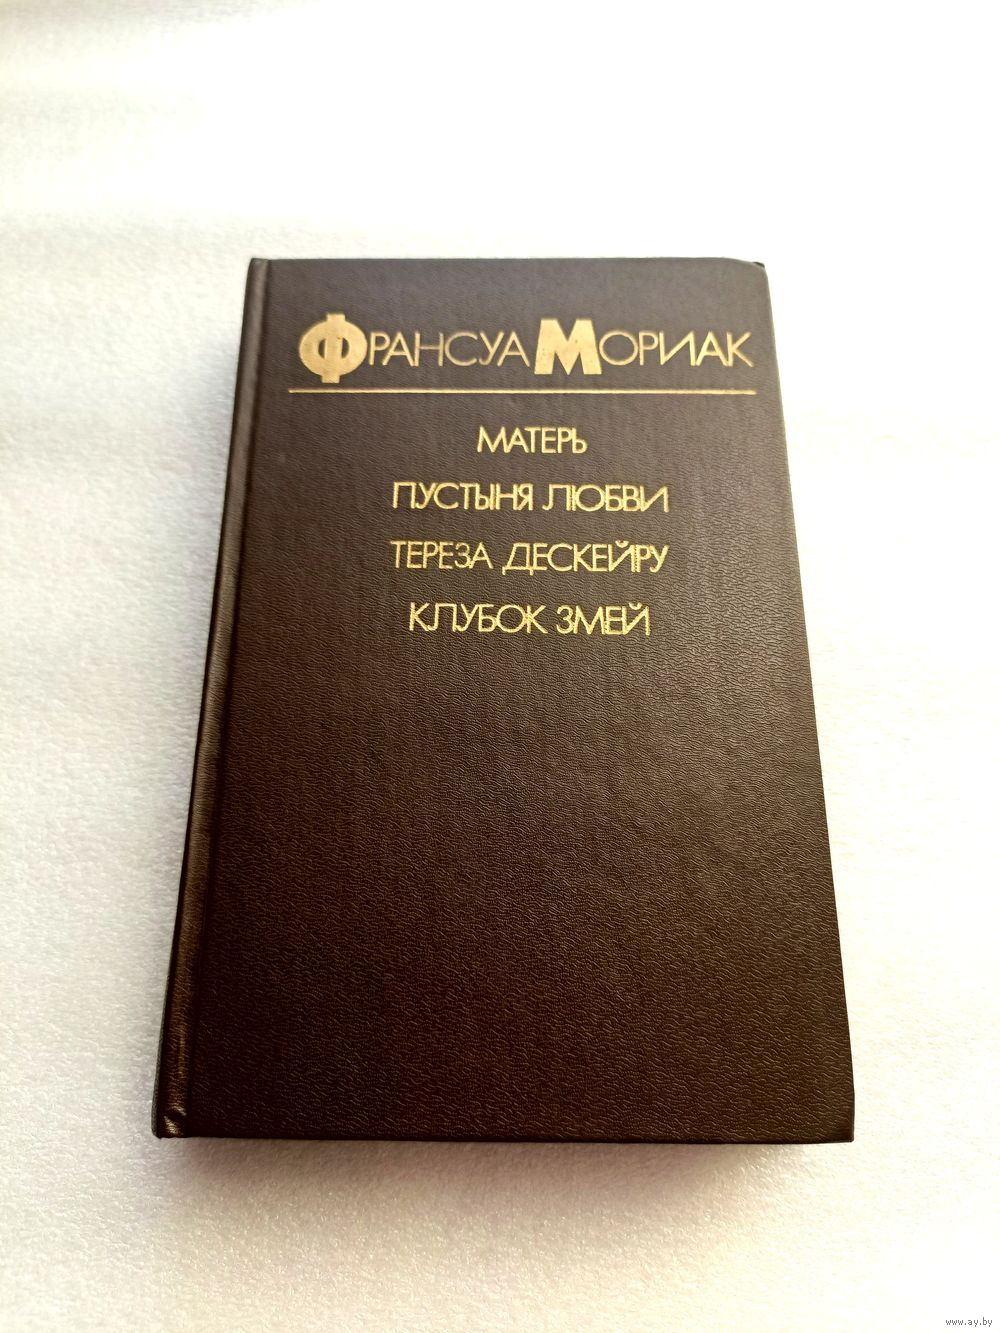 ФРАНСУА МОРИАК
МАТЕРЬ
ПУСТЫНЯ ЛЮБВИ
ТЕРЕЗА ДЕСКЕЙРУ
КЛУБОК ЗМЕЙ
www.ay.by